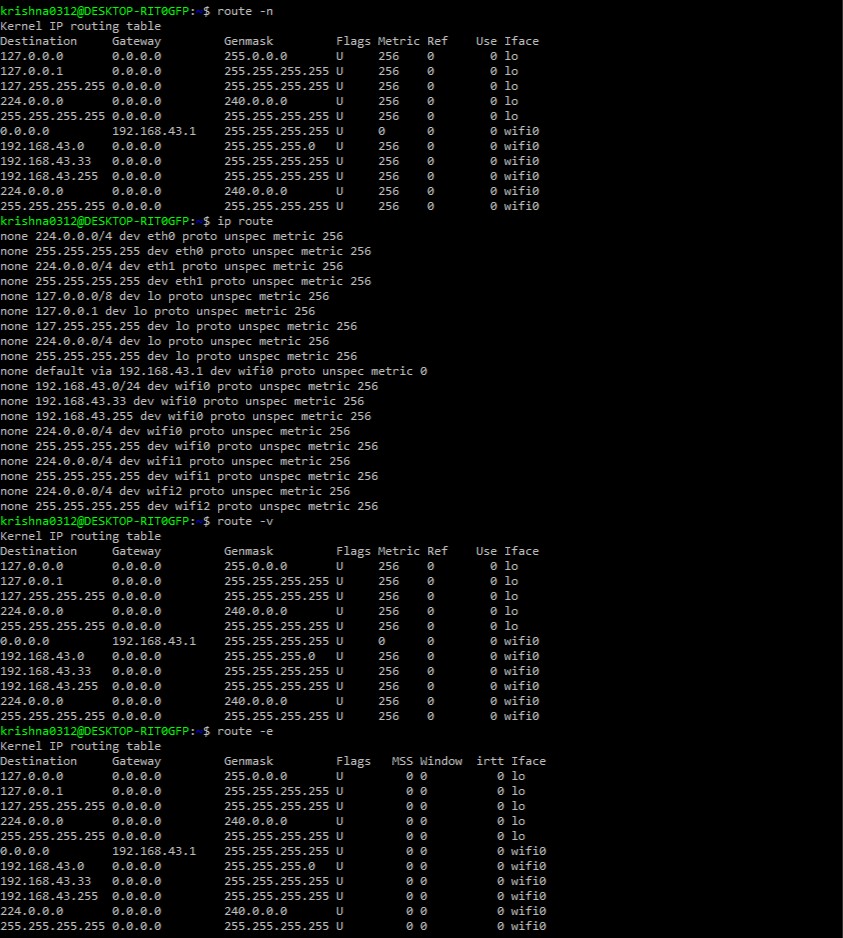 krishna0312@DESKTOP-RIT0GFP:~$ route -n
Kernel IP routing table
Destination     Gateway         Genmask         Flags Metric Ref    Use Iface
127.0.0.0       0.0.0.0         255.0.0.0       U     256    0        0 lo
127.0.0.1       0.0.0.0         255.255.255.255 U     256    0        0 lo
127.255.255.255 0.0.0.0         255.255.255.255 U     256    0        0 lo
224.0.0.0       0.0.0.0         240.0.0.0       U     256    0        0 lo
255.255.255.255 0.0.0.0         255.255.255.255 U     256    0        0 lo
0.0.0.0         192.168.43.1    255.255.255.255 U     0      0        0 wifi0
192.168.43.0    0.0.0.0         255.255.255.0   U     256    0        0 wifi0
192.168.43.33   0.0.0.0         255.255.255.255 U     256    0        0 wifi0
192.168.43.255  0.0.0.0         255.255.255.255 U     256    0        0 wifi0
224.0.0.0       0.0.0.0         240.0.0.0       U     256    0        0 wifi0
255.255.255.255 0.0.0.0         255.255.255.255 U     256    0        0 wifi0
krishna0312@DESKTOP-RIT0GFP:~$ ip route
none 224.0.0.0/4 dev eth0 proto unspec metric 256
none 255.255.255.255 dev eth0 proto unspec metric 256
none 224.0.0.0/4 dev eth1 proto unspec metric 256
none 255.255.255.255 dev eth1 proto unspec metric 256
none 127.0.0.0/8 dev lo proto unspec metric 256
none 127.0.0.1 dev lo proto unspec metric 256
none 127.255.255.255 dev lo proto unspec metric 256
none 224.0.0.0/4 dev lo proto unspec metric 256
none 255.255.255.255 dev lo proto unspec metric 256
none default via 192.168.43.1 dev wifi0 proto unspec metric 0
none 192.168.43.0/24 dev wifi0 proto unspec metric 256
none 192.168.43.33 dev wifi0 proto unspec metric 256
none 192.168.43.255 dev wifi0 proto unspec metric 256
none 224.0.0.0/4 dev wifi0 proto unspec metric 256
none 255.255.255.255 dev wifi0 proto unspec metric 256
none 224.0.0.0/4 dev wifi1 proto unspec metric 256
none 255.255.255.255 dev wifi1 proto unspec metric 256
none 224.0.0.0/4 dev wifi2 proto unspec metric 256
none 255.255.255.255 dev wifi2 proto unspec metric 256
krishna0312@DESKTOP-RIT0GFP:~$ route -v
Kernel IP routing table
Destination     Gateway         Genmask         Flags Metric Ref    Use Iface
127.0.0.0       0.0.0.0         255.0.0.0       U     256    0        0 lo
127.0.0.1       0.0.0.0         255.255.255.255 U     256    0        0 lo
127.255.255.255 0.0.0.0         255.255.255.255 U     256    0        0 lo
224.0.0.0       0.0.0.0         240.0.0.0       U     256    0        0 lo
255.255.255.255 0.0.0.0         255.255.255.255 U     256    0        0 lo
0.0.0.0         192.168.43.1    255.255.255.255 U     0      0        0 wifi0
192.168.43.0    0.0.0.0         255.255.255.0   U     256    0        0 wifi0
192.168.43.33   0.0.0.0         255.255.255.255 U     256    0        0 wifi0
192.168.43.255  0.0.0.0         255.255.255.255 U     256    0        0 wifi0
224.0.0.0       0.0.0.0         240.0.0.0       U     256    0        0 wifi0
255.255.255.255 0.0.0.0         255.255.255.255 U     256    0        0 wifi0
krishna0312@DESKTOP-RIT0GFP:~$ route -e
Kernel IP routing table
Destination     Gateway         Genmask         Flags   MSS Window  irtt Iface
127.0.0.0       0.0.0.0         255.0.0.0       U         0 0          0 lo
127.0.0.1       0.0.0.0         255.255.255.255 U         0 0          0 lo
127.255.255.255 0.0.0.0         255.255.255.255 U         0 0          0 lo
224.0.0.0       0.0.0.0         240.0.0.0       U         0 0          0 lo
255.255.255.255 0.0.0.0         255.255.255.255 U         0 0          0 lo
0.0.0.0         192.168.43.1    255.255.255.255 U         0 0          0 wifi0
192.168.43.0    0.0.0.0         255.255.255.0   U         0 0          0 wifi0
192.168.43.33   0.0.0.0         255.255.255.255 U         0 0          0 wifi0
192.168.43.255  0.0.0.0         255.255.255.255 U         0 0          0 wifi0
224.0.0.0       0.0.0.0         240.0.0.0       U         0 0          0 wifi0
255.255.255.255 0.0.0.0         255.255.255.255 U         0 0          0 wifi0